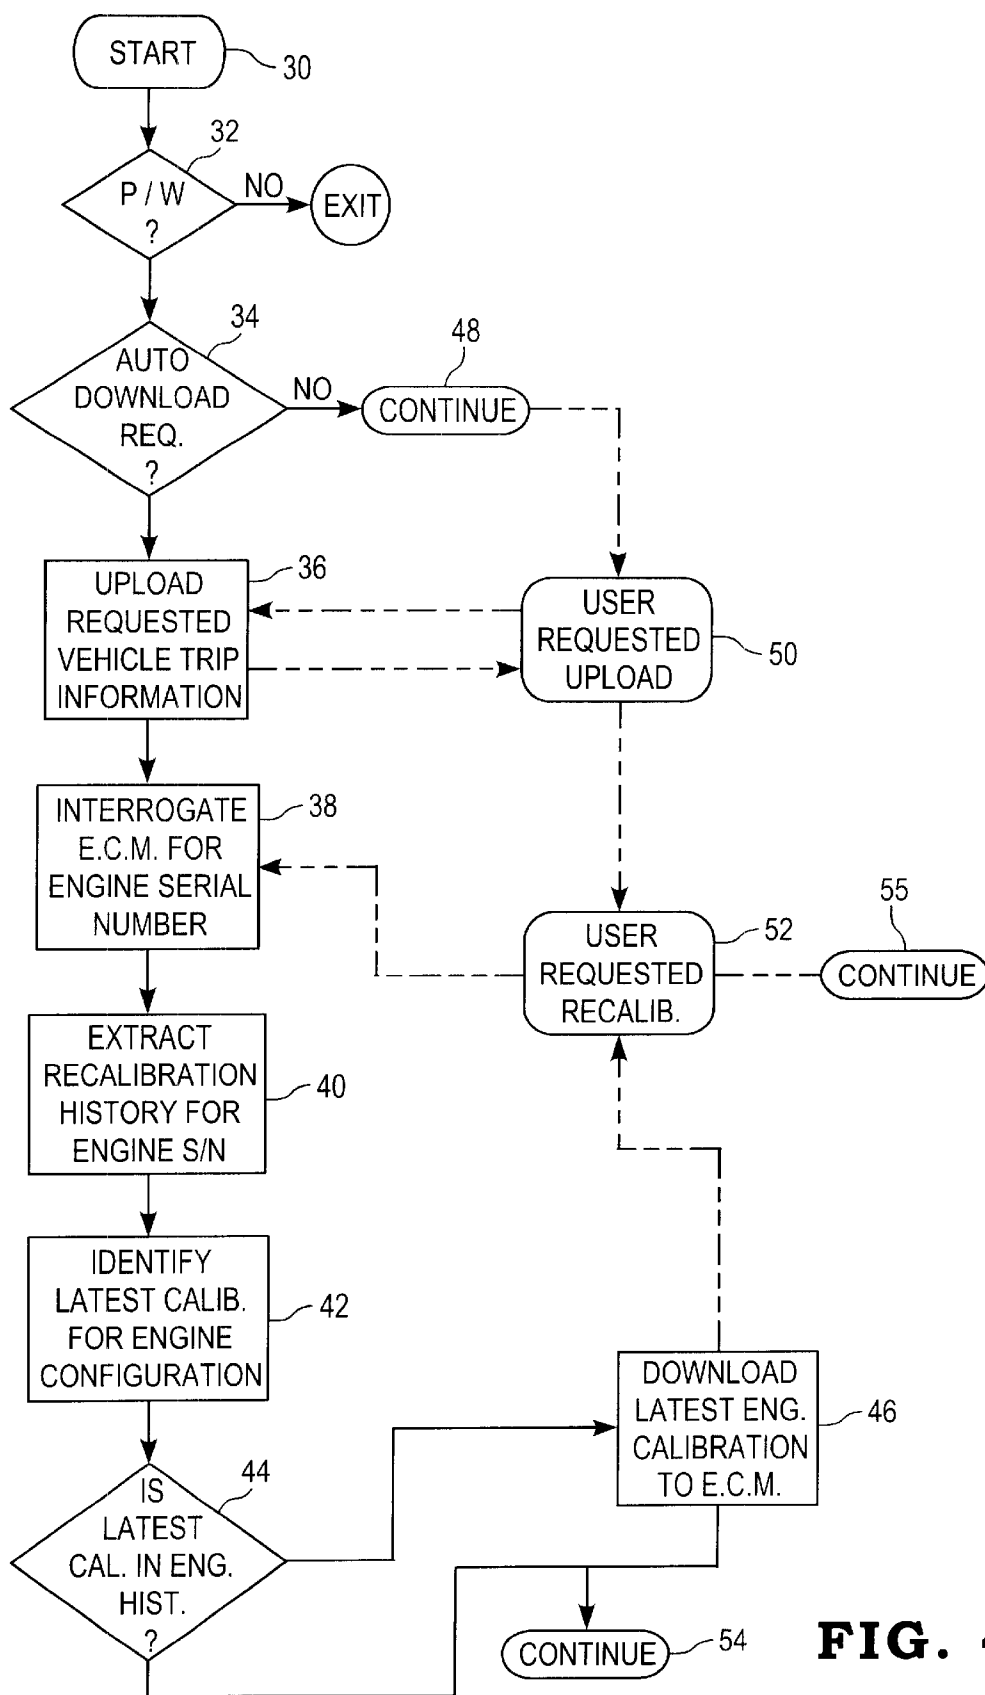 START
30
32
P / W
?
NO
EXIT
34
AUTO
DOWNLOAD
REQ.
?
NO
48
CONTINUE
36
UPLOAD
REQUESTED
VEHICLE TRIP
INFORMATION
USER
REQUESTED
UPLOAD
50
38
INTERROGATE
E.C.M. FOR
ENGINE SERIAL
NUMBER
USER
REQUESTED
RECALIB.
52
55
CONTINUE
EXTRACT
RECALIBRATION
HISTORY FOR
ENGINE S/N
40
IDENTIFY
LATEST CALIB.
FOR ENGINE
CONFIGURATION
42
DOWNLOAD
LATEST ENG.
CALIBRATION
TO E.C.M.
46
44
IS
LATEST
CAL. IN ENG.
HIST.
?
CONTINUE
54
FIG.